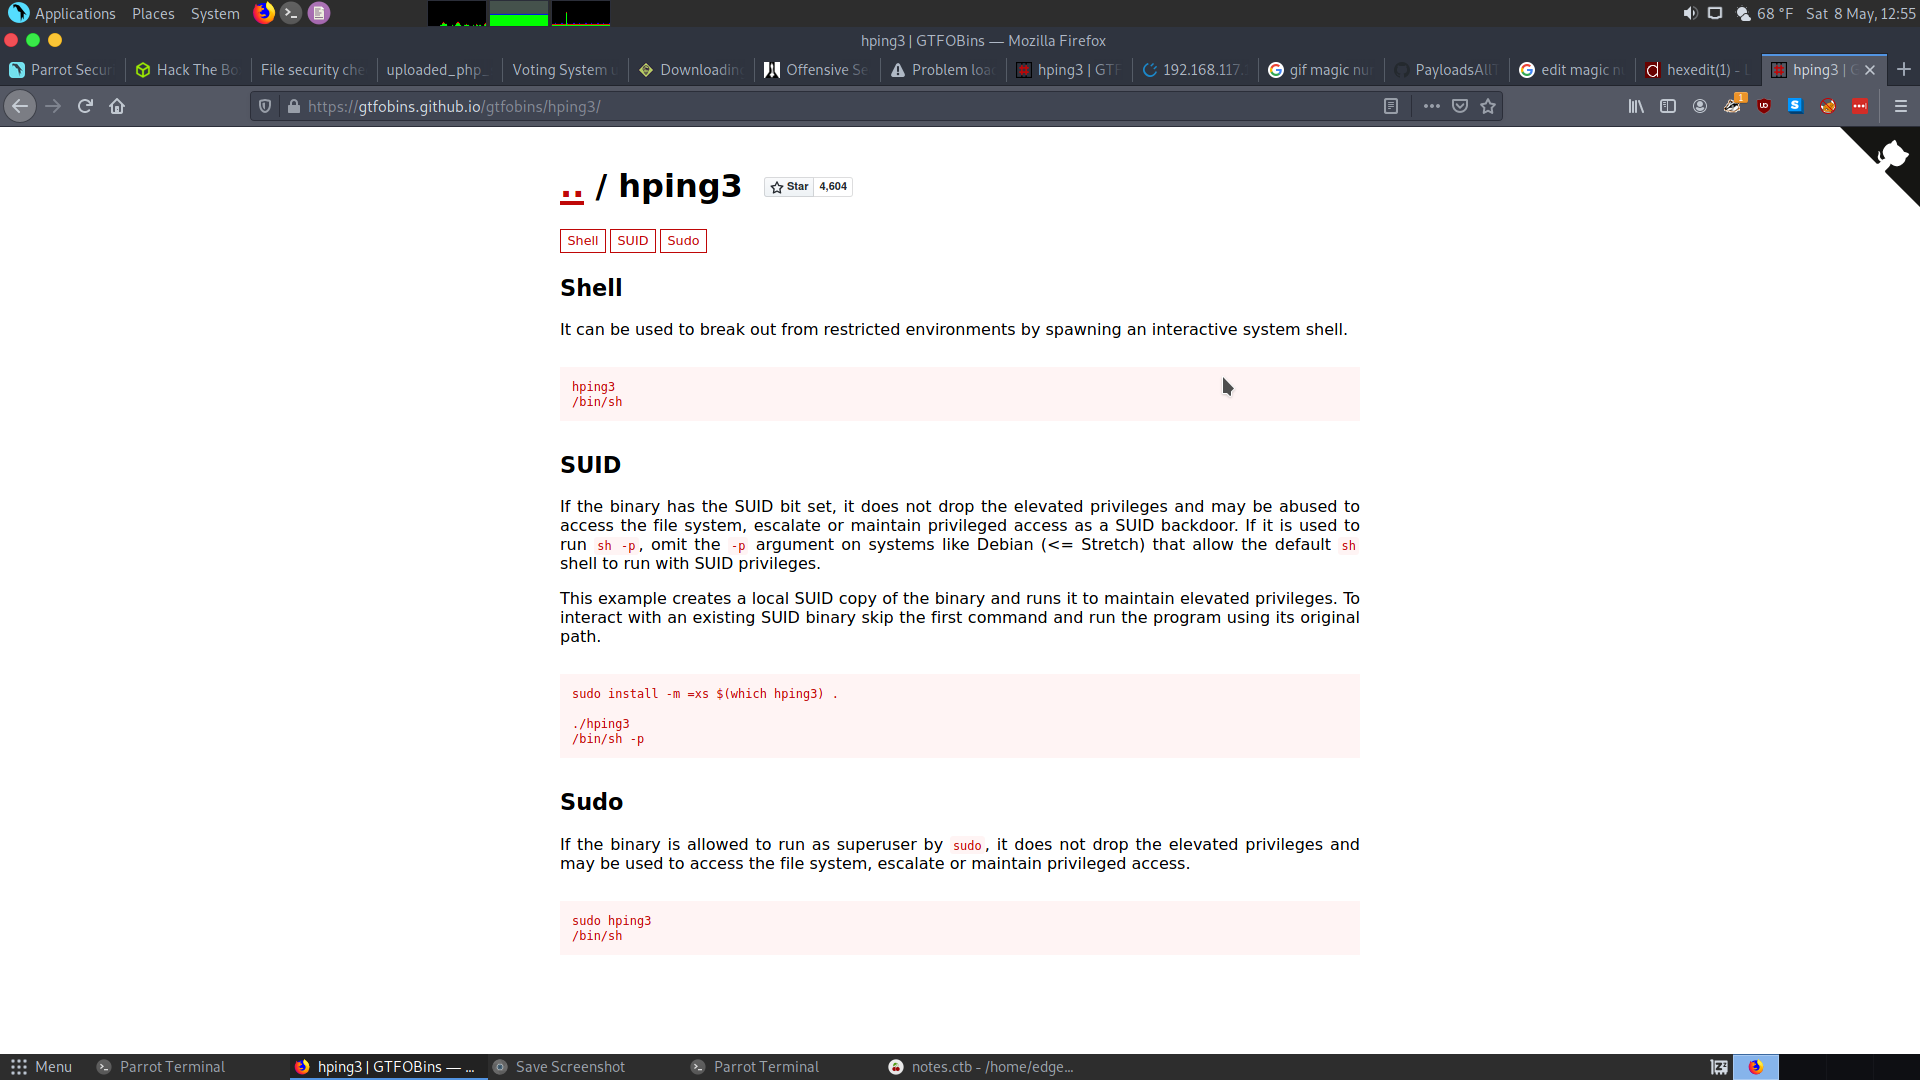 Applications Places System 68 °F Sat 8 May, 12:55
hping3 | GTFOBins — Mozilla Firefox
Parrot Secur Hack The Bo File security che uploaded_php_ Voting System u Downloading Offensive Se Problem loa hping3 | GTF 192.168.117. gif magic nu PayloadsAll edit magic n hexedit(1) - L hping3 | G
https://gtfobins.github.io/gtfobins/hping3/
1
.. / hping3 Star 4,604
Shell SUID Sudo
Shell
It can be used to break out from restricted environments by spawning an interactive system shell.
hping3
/bin/sh
SUID
If the binary has the SUID bit set, it does not drop the elevated privileges and may be abused to
access the file system, escalate or maintain privileged access as a SUID backdoor. If it is used to
run sh -p, omit the -p argument on systems like Debian (<= Stretch) that allow the default sh
shell to run with SUID privileges.
This example creates a local SUID copy of the binary and runs it to maintain elevated privileges. To
interact with an existing SUID binary skip the first command and run the program using its original
path.
sudo install -m =xs $(which hping3) .
./hping3
/bin/sh -p
Sudo
If the binary is allowed to run as superuser by sudo, it does not drop the elevated privileges and
may be used to access the file system, escalate or maintain privileged access.
sudo hping3
/bin/sh
Menu Parrot Terminal hping3 | GTFOBins — ... Save Screenshot Parrot Terminal notes.ctb - /home/edge...